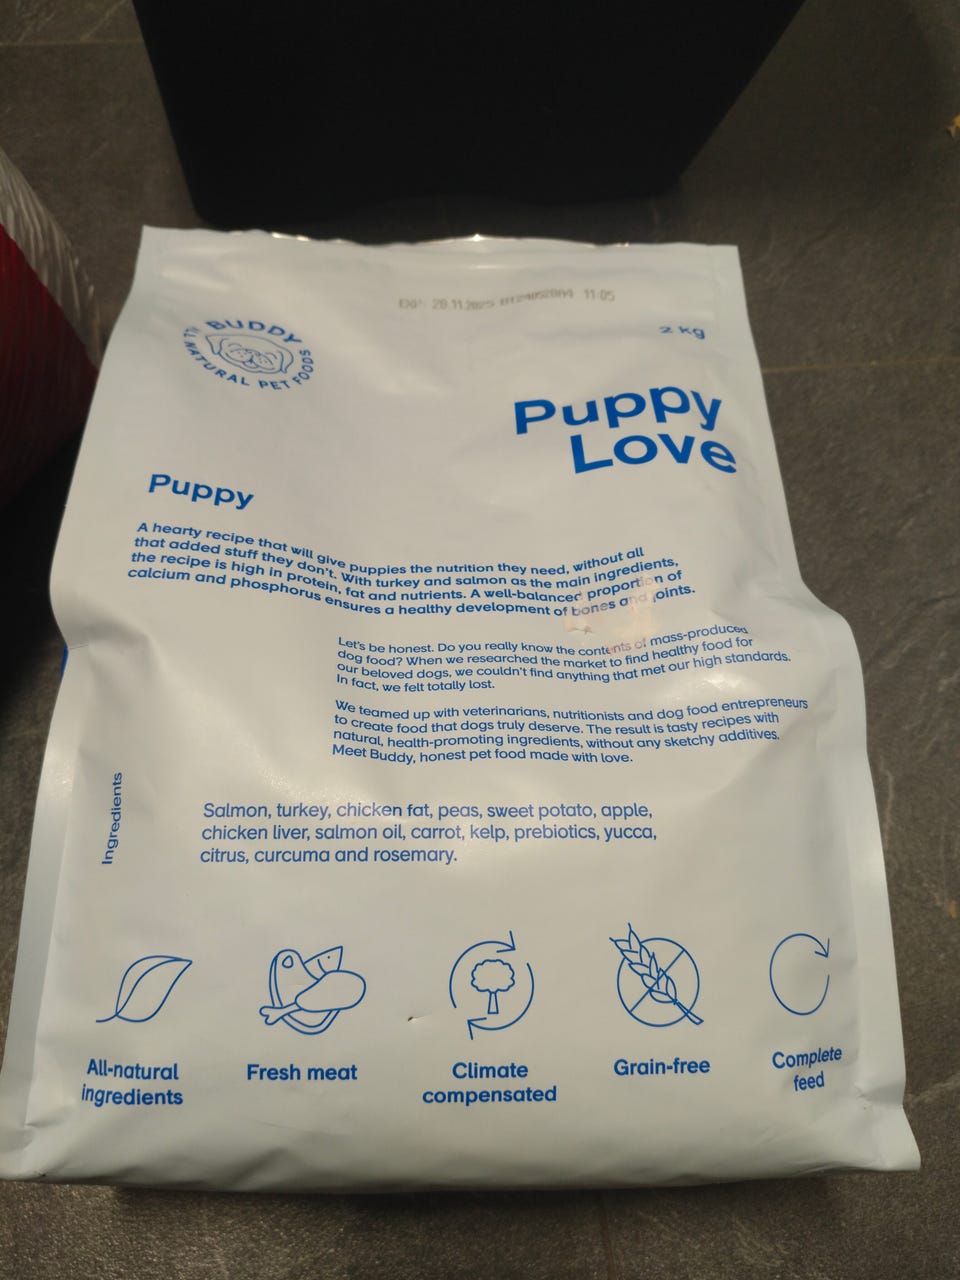 EXP: 28.11.2025 11:05
BUDDY
NATURAL PET FOODS
2 kg
Puppy
Love
Puppy
A hearty recipe that will give puppies the nutrition they need, without all
that added stuff they don't. With turkey and salmon as the main ingredients,
the recipe is high in protein, fat and nutrients. A well-balanced proportion of
calcium and phosphorus ensures a healthy development of bones and joints.
Let's be honest. Do you really know the contents of mass-produced
dog food? When we researched the market to find healthy food for
our beloved dogs, we couldn't find anything that met our high standards.
In fact, we felt totally lost.
We teamed up with veterinarians, nutritionists and dog food entrepreneurs
to create food that dogs truly deserve. The result is tasty recipes with
natural, health-promoting ingredients, without any sketchy additives.
Meet Buddy, honest pet food made with love.
Ingredients
Salmon, turkey, chicken fat, peas, sweet potato, apple,
chicken liver, salmon oil, carrot, kelp, prebiotics, yucca,
citrus, curcuma and rosemary.
All-natural
ingredients
Fresh meat
Climate
compensated
Grain-free
Complete
feed